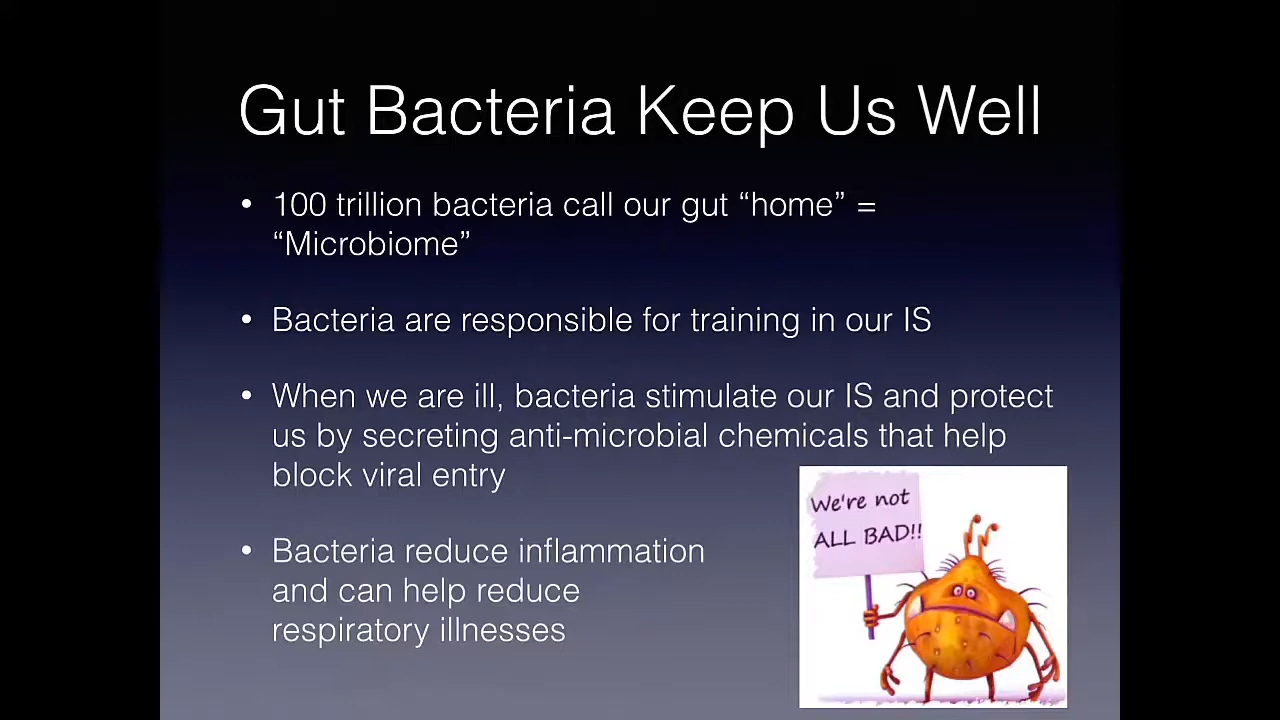 Gut Bacteria Keep Us Well
• 100 trillion bacteria call our gut “home” =
“Microbiome”
• Bacteria are responsible for training in our IS
• When we are ill, bacteria stimulate our IS and protect
us by secreting anti-microbial chemicals that help
block viral entry
• Bacteria reduce inflammation
and can help reduce
respiratory illnesses
We're not
ALL BAD!!